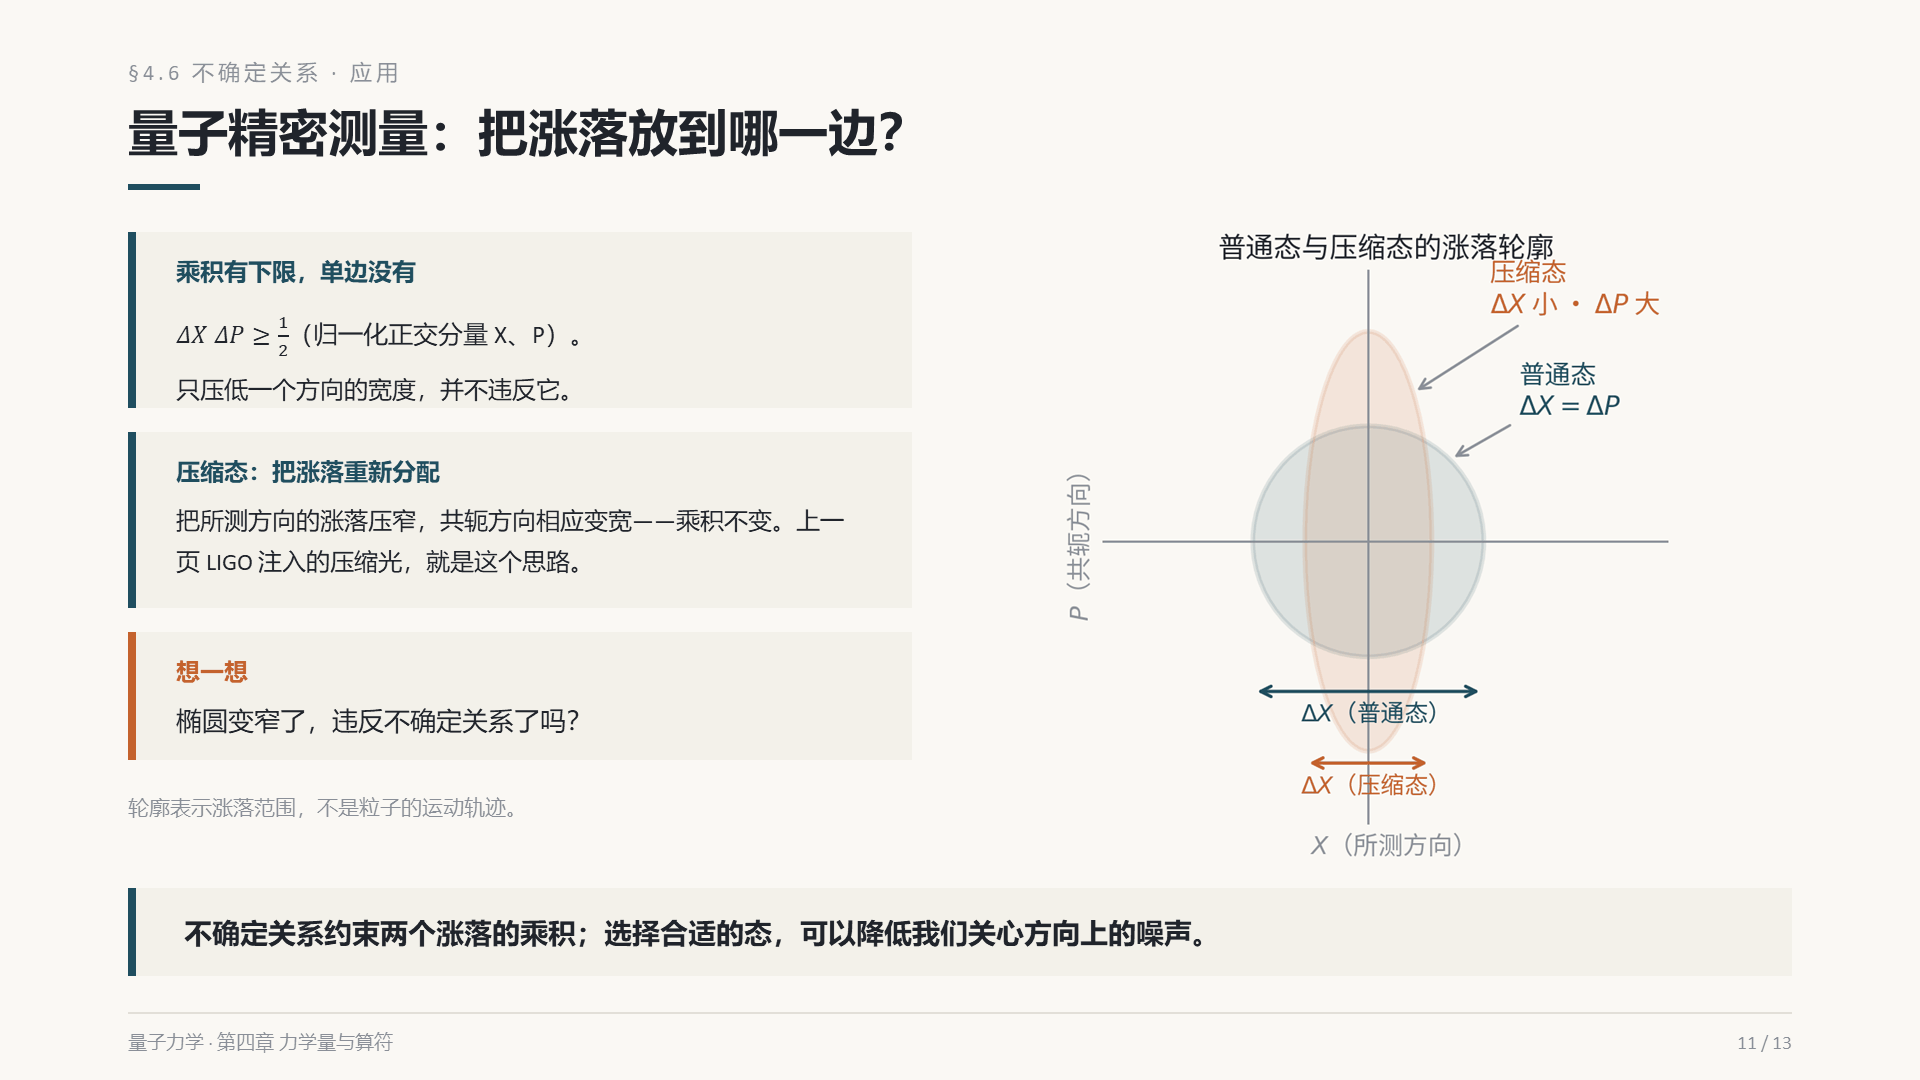 §4.6 不确定关系 · 应用
量子精密测量：把涨落放到哪一边？
乘积有下限，单边没有
ΔX ΔP ≥ 1/2（归一化正交分量 X、P）。
只压低一个方向的宽度，并不违反它。
压缩态：把涨落重新分配
把所测方向的涨落压窄，共轭方向相应变宽——乘积不变。上一
页 LIGO 注入的压缩光，就是这个思路。
想一想
椭圆变窄了，违反不确定关系了吗？
轮廓表示涨落范围，不是粒子的运动轨迹。
普通态与压缩态的涨落轮廓
压缩态
ΔX 小 · ΔP 大
普通态
ΔX = ΔP
P（共轭方向）
ΔX（普通态）
ΔX（压缩态）
X（所测方向）
不确定关系约束两个涨落的乘积；选择合适的态，可以降低我们关心方向上的噪声。
量子力学 · 第四章 力学量与算符
11 / 13